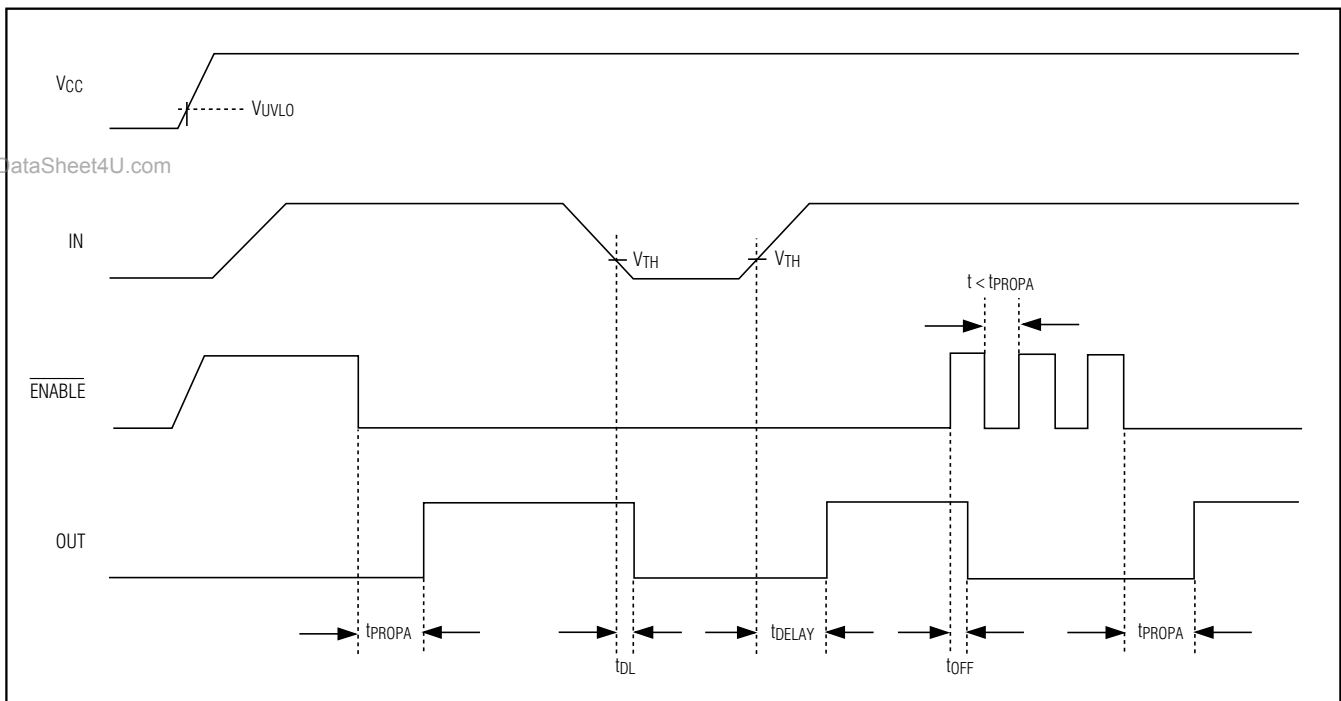 VCC
VUVLO
DataSheet4U.com
IN
VTH
VTH
t < tPROPA
ENABLE
OUT
tPROPA
tDL
tDELAY
tOFF
tPROPA